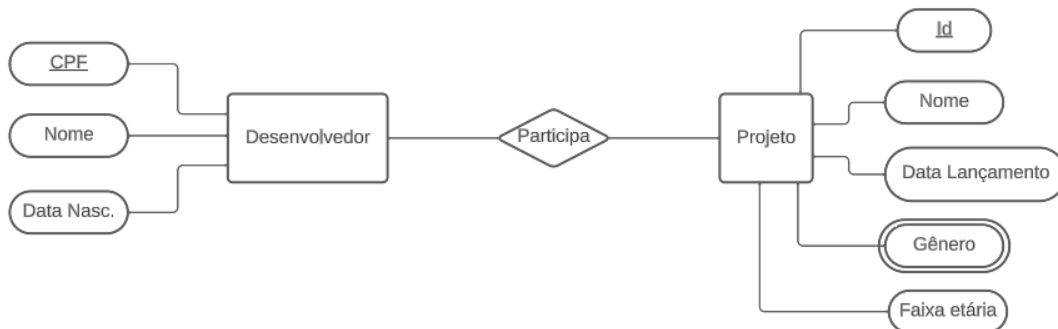 CPF
Nome
Data Nasc.
Desenvolvedor
Participa
Projeto
Id
Nome
Data Lançamento
Gênero
Faixa etária